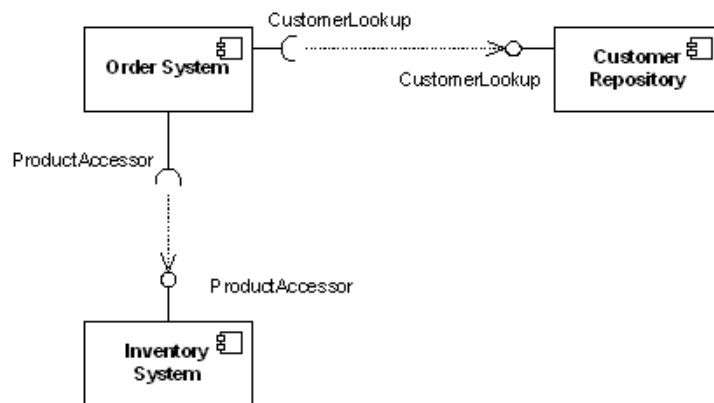 CustomerLookup
Order System
Customer
Repository
CustomerLookup
ProductAccessor
ProductAccessor
Inventory
System